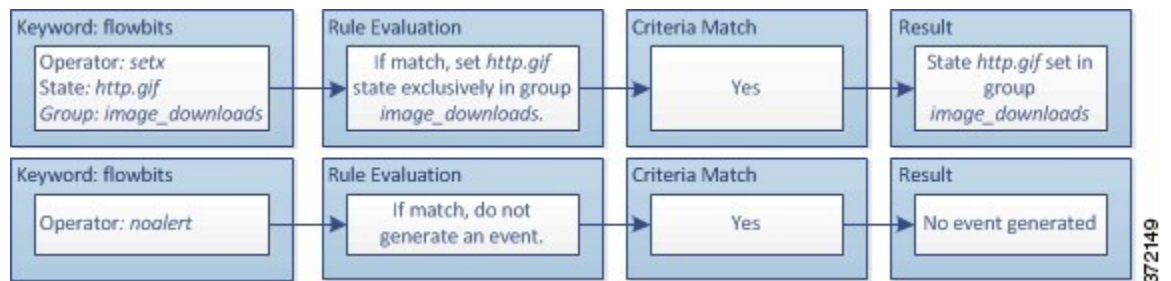 Keyword: flowbits
Operator: setx
State: http.gif
Group: image_downloads
Rule Evaluation
If match, set http.gif
state exclusively in group
image_downloads.
Criteria Match
Yes
Result
State http.gif set in
group
image_downloads
Keyword: flowbits
Operator: noalert
Rule Evaluation
If match, do not
generate an event.
Criteria Match
Yes
Result
No event generated
372149